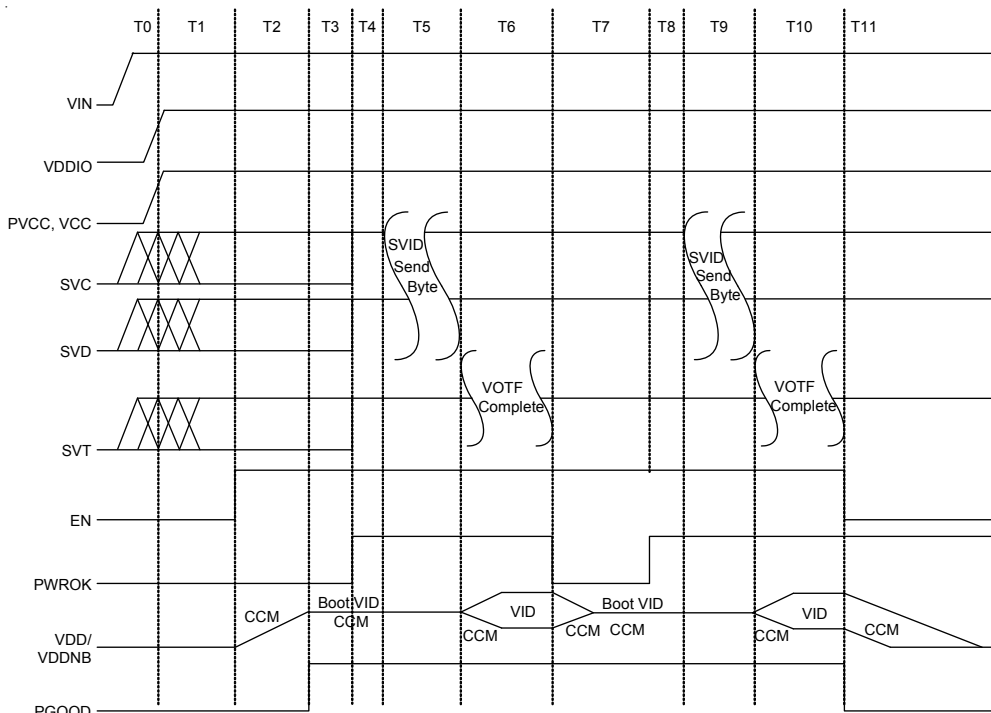 T0 T1 T2 T3 T4 T5 T6 T7 T8 T9 T10 T11
VIN
VDDIO
PVCC, VCC
SVC
SVID
Send
Byte
SVID
Send
Byte
SVD
VOTF
Complete
VOTF
Complete
SVT
EN
PWROK
VDD/
VDDNB
CCM
Boot VID
CCM
CCM
VID
CCM
Boot VID
CCM
CCM
VID
CCM
PGOOD